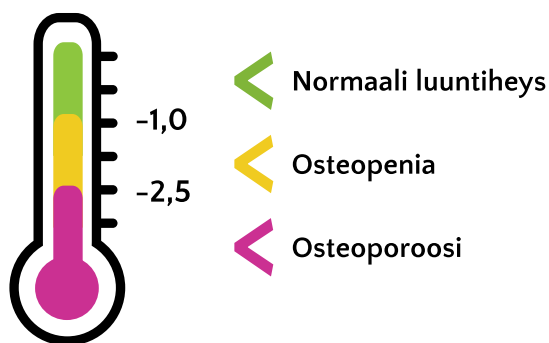 Normaali luuntiheys
-1,0
Osteopenia
-2,5
Osteoporoosi